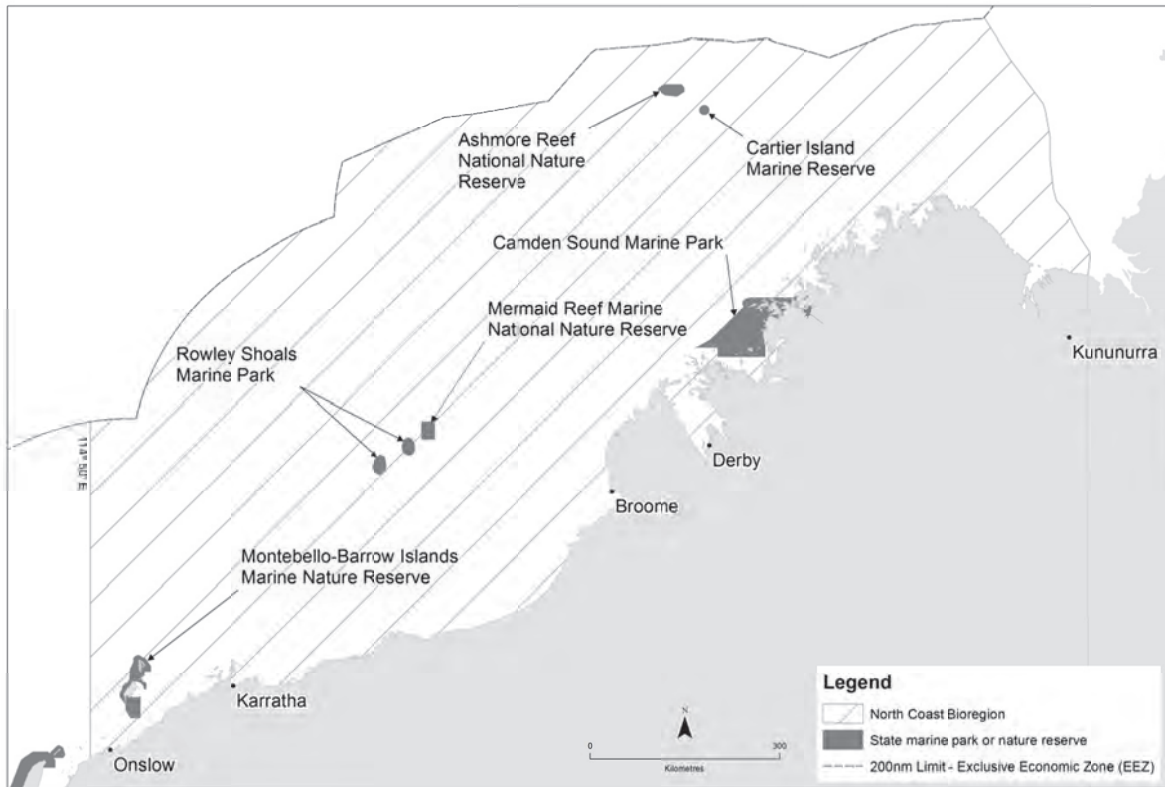 Ashmore Reef
National Nature
Reserve
Cartier Island
Marine Reserve
Camden Sound Marine Park
Mermaid Reef Marine
National Nature Reserve
Rowley Shoals
Marine Park
Kununurra
Derby
Broome
114° 50' E
Montebello-Barrow Islands
Marine Nature Reserve
Karratha
Onslow
N
0
300
Kilometres
Legend
North Coast Bioregion
State marine park or nature reserve
200nm Limit - Exclusive Economic Zone (EEZ)